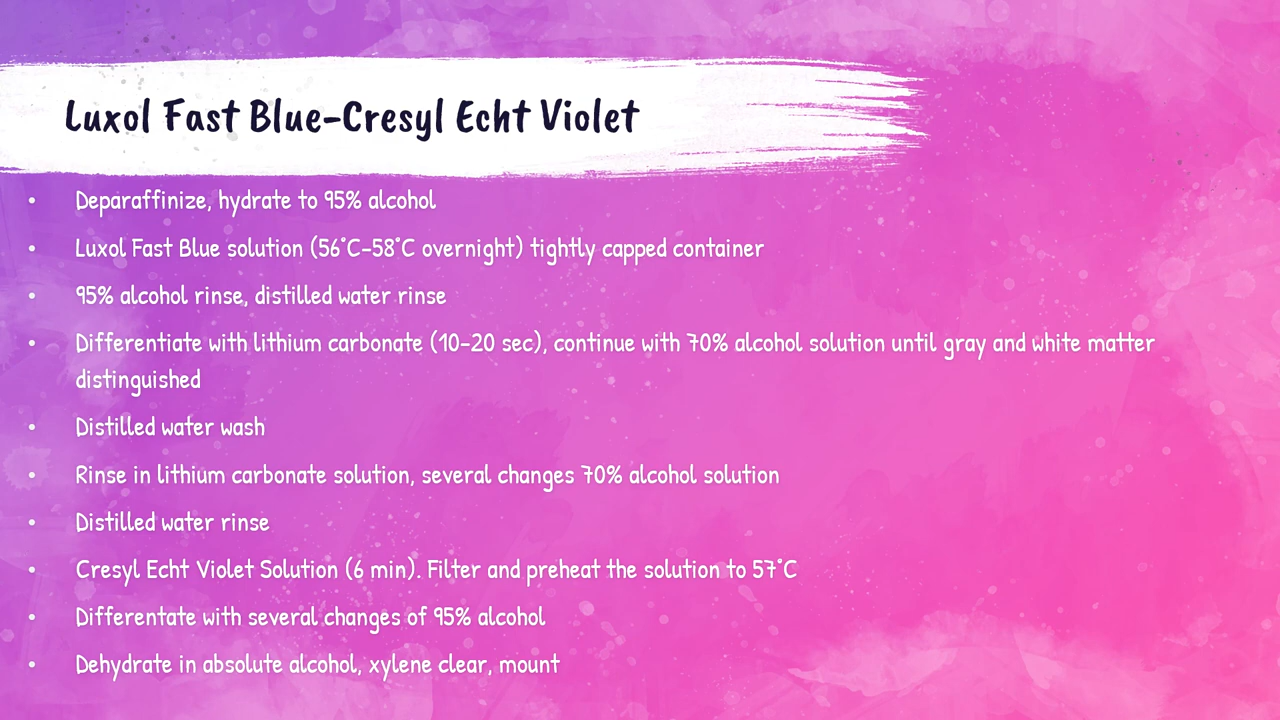 Luxol Fast Blue-Cresyl Echt Violet
• Deparaffinize, hydrate to 95% alcohol
• Luxol Fast Blue solution (56°C-58°C overnight) tightly capped container
• 95% alcohol rinse, distilled water rinse
• Differentiate with lithium carbonate (10-20 sec), continue with 70% alcohol solution until gray and white matter
distinguished
• Distilled water wash
• Rinse in lithium carbonate solution, several changes 70% alcohol solution
• Distilled water rinse
• Cresyl Echt Violet Solution (6 min). Filter and preheat the solution to 57°C
• Differentate with several changes of 95% alcohol
• Dehydrate in absolute alcohol, xylene clear, mount